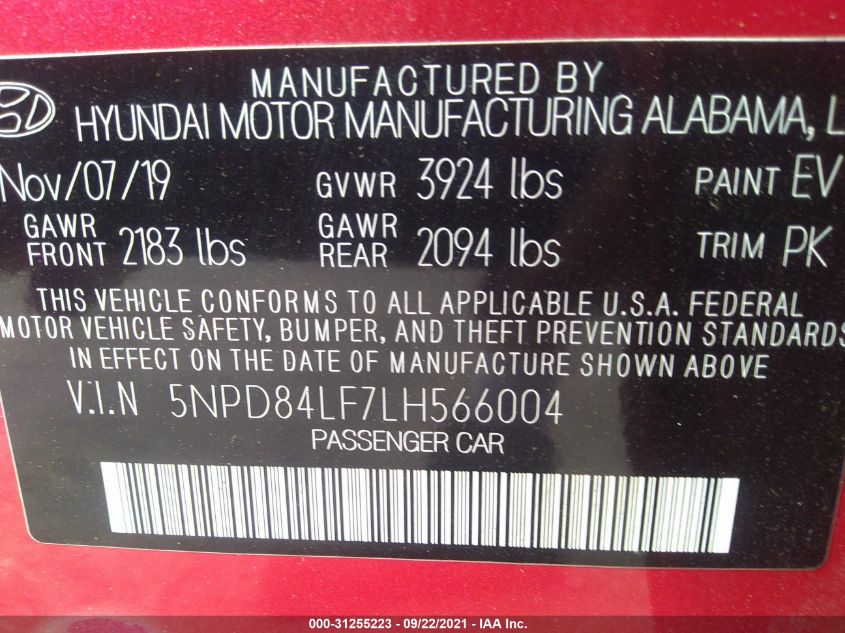 MANUFACTURED BY
HYUNDAI MOTOR MANUFACTURING ALABAMA, L
Nov/07/19 GVWR 3924 lbs PAINT EV
GAWR FRONT 2183 lbs GAWR REAR 2094 lbs TRIM PK
THIS VEHICLE CONFORMS TO ALL APPLICABLE U.S.A. FEDERAL
MOTOR VEHICLE SAFETY, BUMPER, AND THEFT PREVENTION STANDARDS
IN EFFECT ON THE DATE OF MANUFACTURE SHOWN ABOVE
V.I.N 5NPD84LF7LH566004
PASSENGER CAR
000-31255223 - 09/22/2021 - IAA Inc.